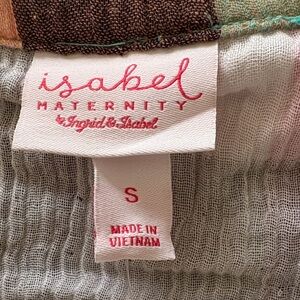 isabel
MATERNITY
by Ingrid & Isabel
S
MADE IN
VIETNAM